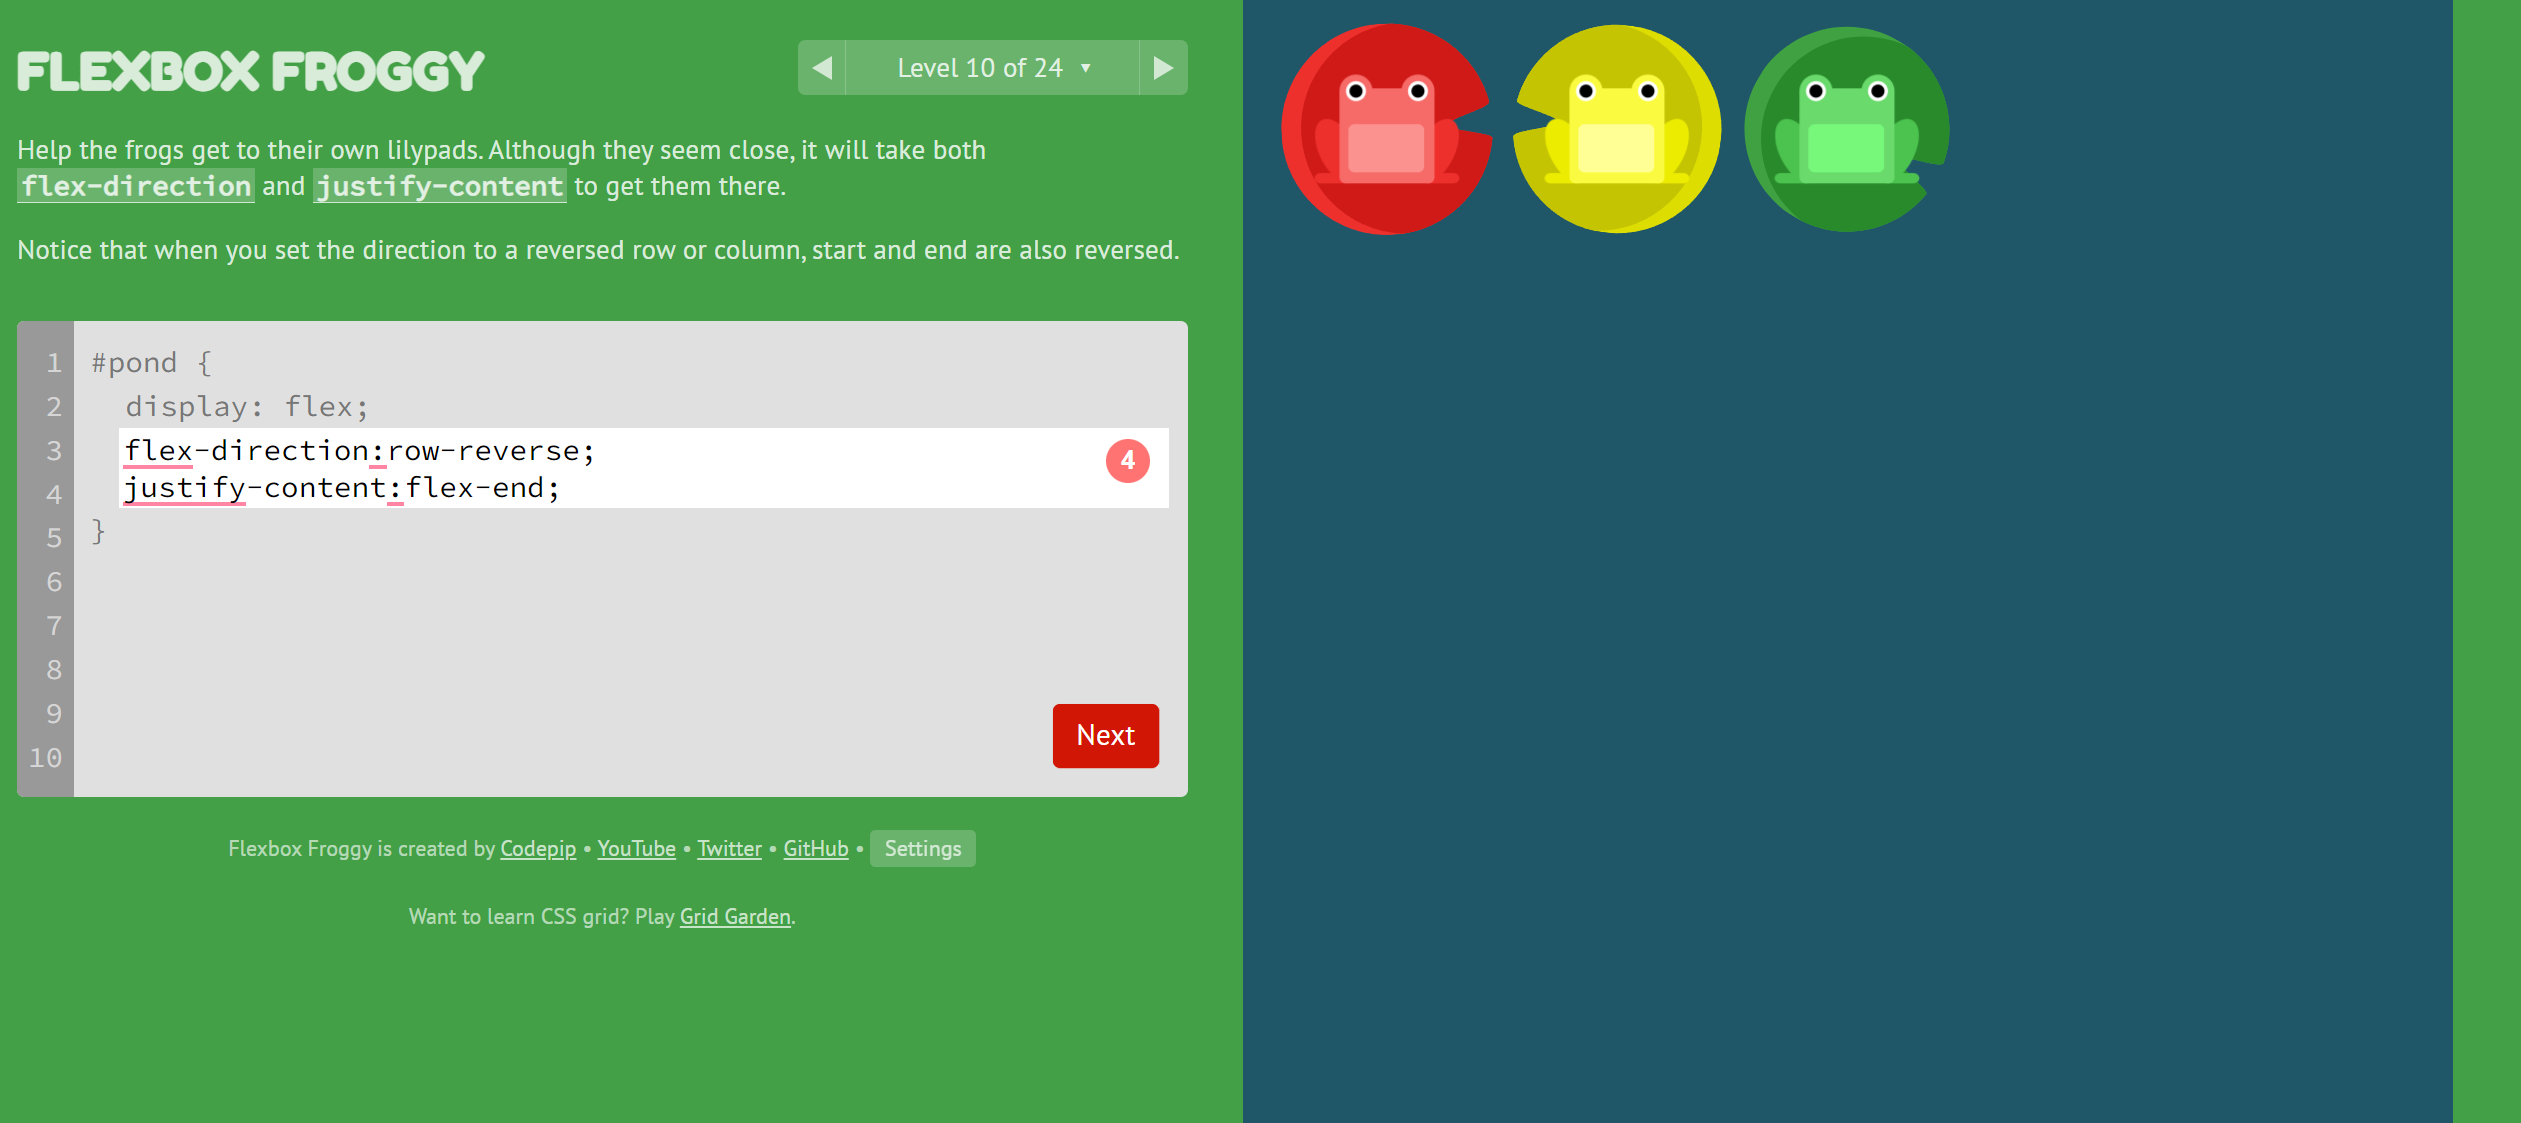 FLEXBOX FROGGY
Level 10 of 24
Help the frogs get to their own lilypads. Although they seem close, it will take both
flex-direction and justify-content to get them there.
Notice that when you set the direction to a reversed row or column, start and end are also reversed.
1 #pond {
2 display: flex;
3 flex-direction:row-reverse;
4
4 justify-content:flex-end;
5 }
6
7
8
9
10
Next
Flexbox Froggy is created by Codepip • YouTube • Twitter • GitHub • Settings
Want to learn CSS grid? Play Grid Garden.